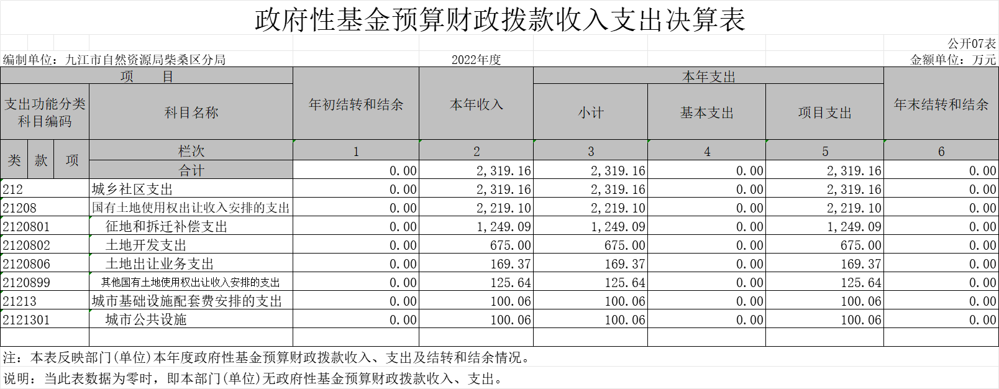 政府性基金预算财政拨款收入支出决算表
公开07表
编制单位：九江市自然资源局柴桑区分局 2022年度 金额单位：万元
项 目 年初结转和结余 本年收入 本年支出 年末结转和结余
支出功能分类科目编码 科目名称 小计 基本支出 项目支出
类 款 项 栏次 1 2 3 4 5 6
合计 0.00 2,319.16 2,319.16 0.00 2,319.16 0.00
212 城乡社区支出 0.00 2,319.16 2,319.16 0.00 2,319.16 0.00
21208 国有土地使用权出让收入安排的支出 0.00 2,219.10 2,219.10 0.00 2,219.10 0.00
2120801 征地和拆迁补偿支出 0.00 1,249.09 1,249.09 0.00 1,249.09 0.00
2120802 土地开发支出 0.00 675.00 675.00 0.00 675.00 0.00
2120806 土地出让业务支出 0.00 169.37 169.37 0.00 169.37 0.00
2120899 其他国有土地使用权出让收入安排的支出 0.00 125.64 125.64 0.00 125.64 0.00
21213 城市基础设施配套费安排的支出 0.00 100.06 100.06 0.00 100.06 0.00
2121301 城市公共设施 0.00 100.06 100.06 0.00 100.06 0.00
注：本表反映部门(单位)本年度政府性基金预算财政拨款收入、支出及结转和结余情况。
说明：当此表数据为零时，即本部门(单位)无政府性基金预算财政拨款收入、支出。